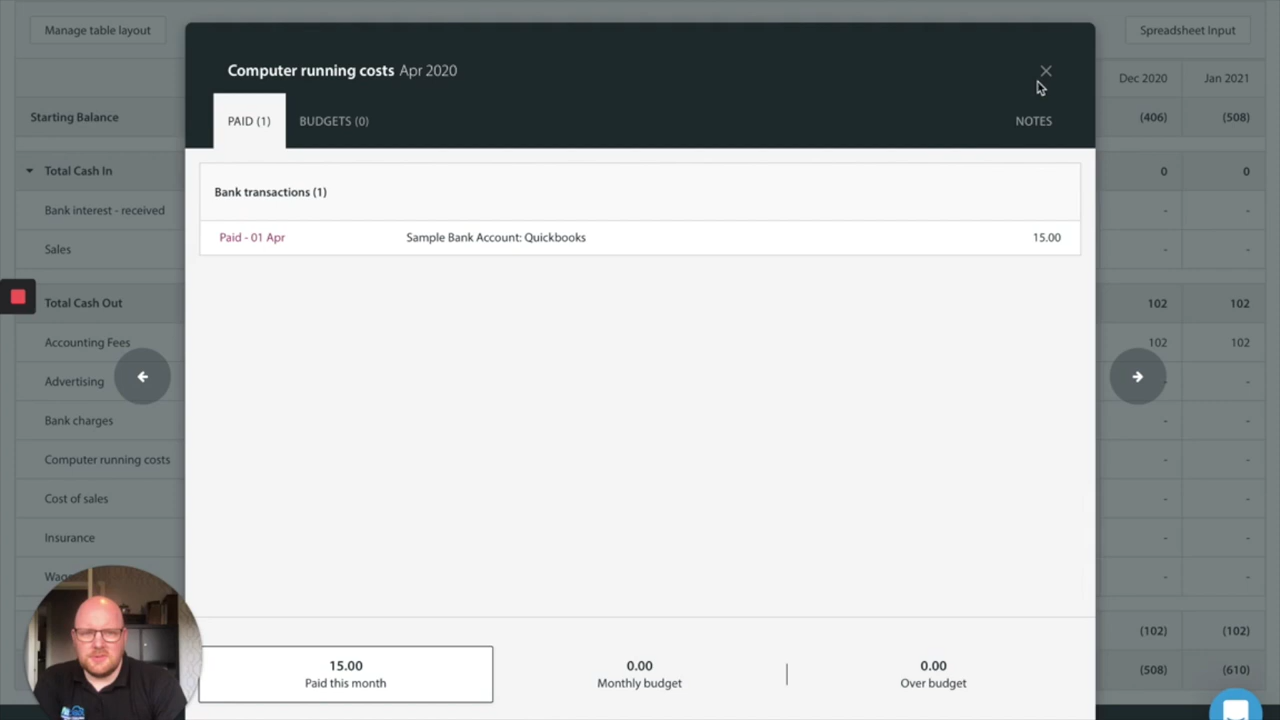 Manage table layout
Spreadsheet Input
Computer running costs Apr 2020
Dec 2020 Jan 2021
PAID (1) BUDGETS (0) NOTES
Starting Balance (406) (508)
Total Cash In 0 0
Bank transactions (1)
Bank interest - received - -
Paid - 01 Apr Sample Bank Account: Quickbooks 15.00
Sales - -
Total Cash Out 102 102
Accounting Fees 102 102
Advertising - -
Bank charges - -
Computer running costs - -
Cost of sales - -
Insurance - -
- -
(102) (102)
15.00 0.00 0.00
(508) (610)
Paid this month Monthly budget Over budget